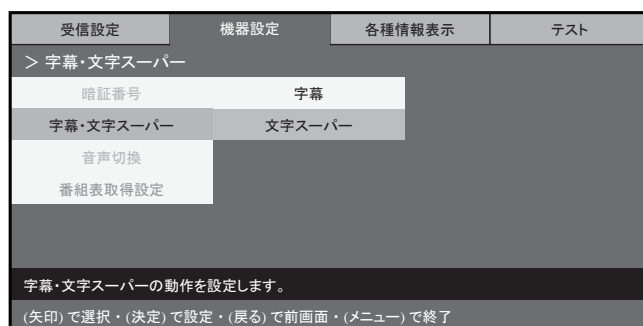 受信設定 機器設定 各種情報表示 テスト
＞ 字幕・文字スーパー
暗証番号 字幕
字幕・文字スーパー 文字スーパー
音声切換
番組表取得設定
字幕・文字スーパーの動作を設定します。
(矢印) で選択・(決定) で設定・(戻る) で前画面・(メニュー) で終了